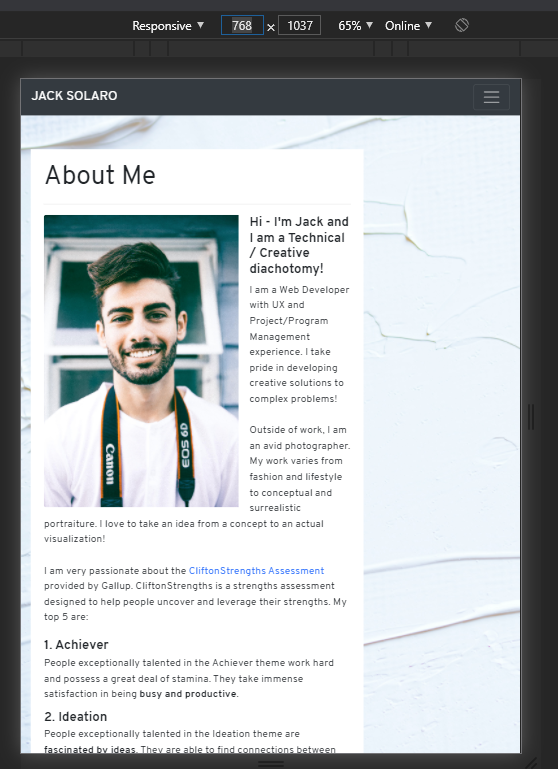 Responsive 768 x 1037 65% Online
JACK SOLARO
About Me
Hi - I'm Jack and
I am a Technical
/ Creative
diachotomy!
I am a Web Developer
with UX and
Project/Program
Management
experience. I take
pride in developing
creative solutions to
complex problems!
Outside of work, I am
an avid photographer.
My work varies from
fashion and lifestyle
to conceptual and
surrealistic
portraiture. I love to take an idea from a concept to an actual
visualization!
Canon
EOS 6D
I am very passionate about the CliftonStrengths Assessment
provided by Gallup. CliftonStrengths is a strengths assessment
designed to help people uncover and leverage their strengths. My
top 5 are:
1. Achiever
People exceptionally talented in the Achiever theme work hard
and possess a great deal of stamina. They take immense
satisfaction in being busy and productive.
2. Ideation
People exceptionally talented in the Ideation theme are
fascinated by ideas. They are able to find connections between